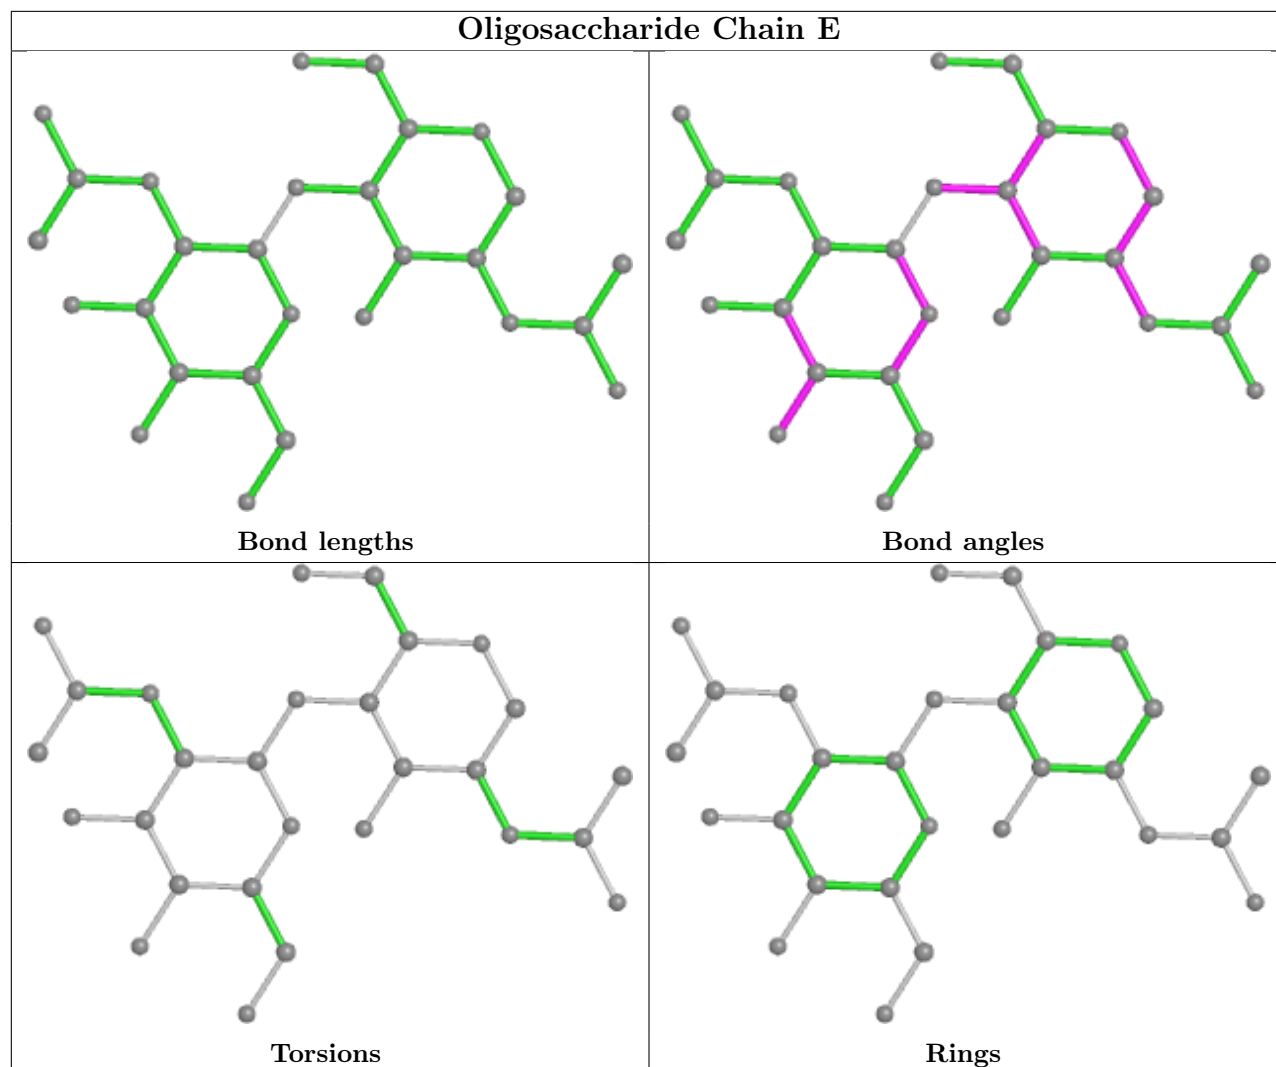 Oligosaccharide Chain E
Bond lengths
Bond angles
Torsions
Rings